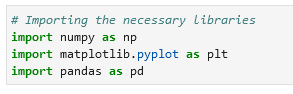 # Importing the necessary libraries
import numpy as np
import matplotlib.pyplot as plt
import pandas as pd